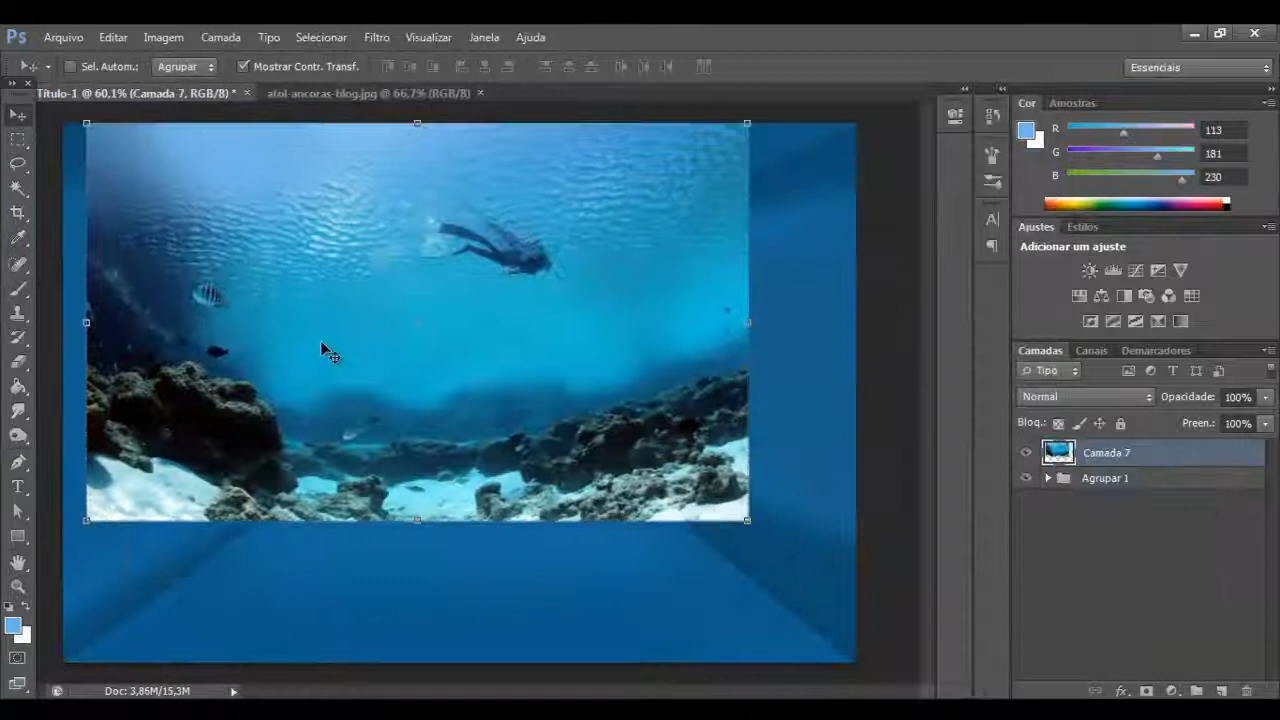 Ps Arquivo Editar Imagem Camada Tipo Selecionar Filtro Visualizar Janela Ajuda
Sel. Autom.: Agrupar Mostrar Contr. Transf. Essenciais
Título-1 @ 60,1% (Camada 7, RGB/8) * × atol-ancoras-blog.jpg @ 66,7% (RGB/8) ×
Cor Amostras
R 113
G 181
B 230
Ajustes Estilos
Adicionar um ajuste
Camadas Canais Demarcadores
Tipo
Normal Opacidade: 100%
Bloq.: Preen.: 100%
Camada 7
Agrupar 1
Doc: 3,86M/15,3M